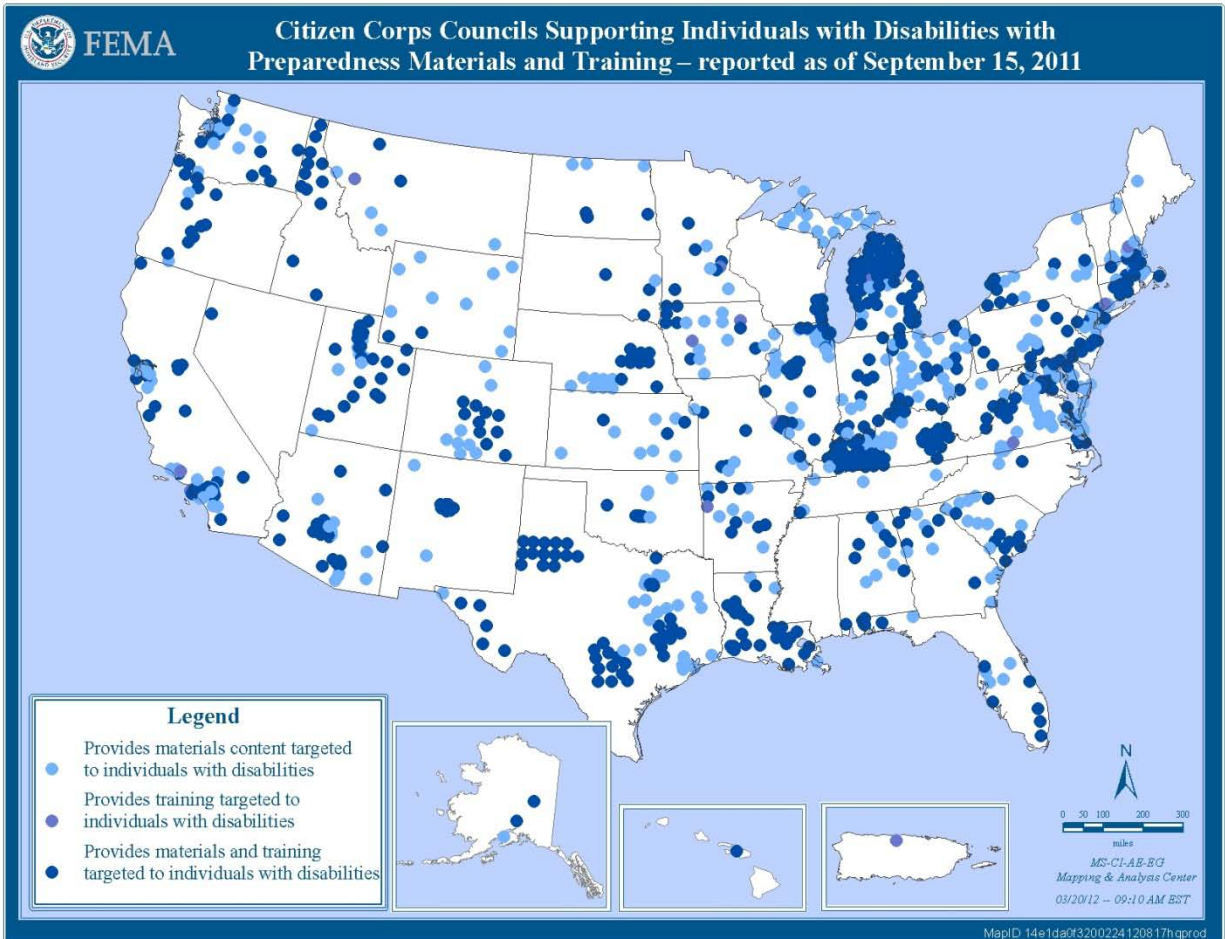 FEMA
Citizen Corps Councils Supporting Individuals with Disabilities with
Preparedness Materials and Training – reported as of September 15, 2011
Legend
Provides materials content targeted
to individuals with disabilities
Provides training targeted to
individuals with disabilities
Provides materials and training
targeted to individuals with disabilities
N
0 50 100 200 300
miles
MS-CI-AE-EG
Mapping & Analysis Center
03/20/12 -- 09:10 AM EST
MapID 14e1da0f3200224120817hqprod